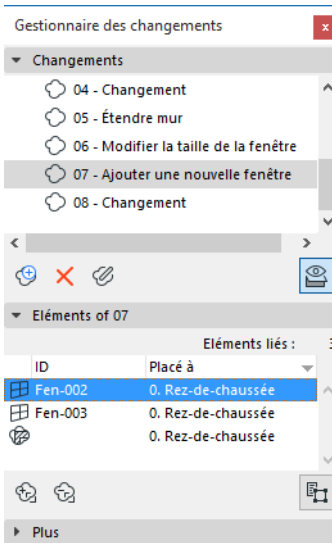 Gestionnaire des changements
x
Changements
04 - Changement
05 - Étendre mur
06 - Modifier la taille de la fenêtre
07 - Ajouter une nouvelle fenêtre
08 - Changement
Eléments of 07
Eléments liés : 3
ID Placé à
Fen-002 0. Rez-de-chaussée
Fen-003 0. Rez-de-chaussée
0. Rez-de-chaussée
Plus